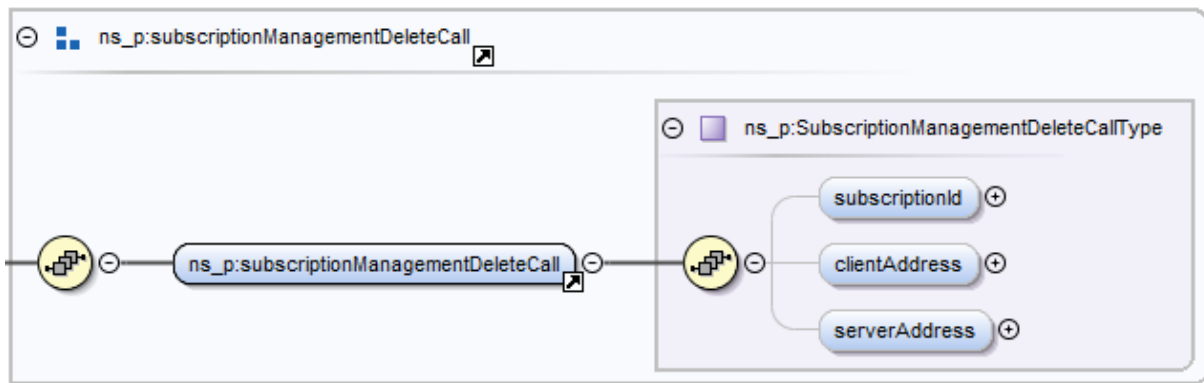 ns_p:subscriptionManagementDeleteCall
ns_p:SubscriptionManagementDeleteCallType
subscriptionId
ns_p:subscriptionManagementDeleteCall
clientAddress
serverAddress